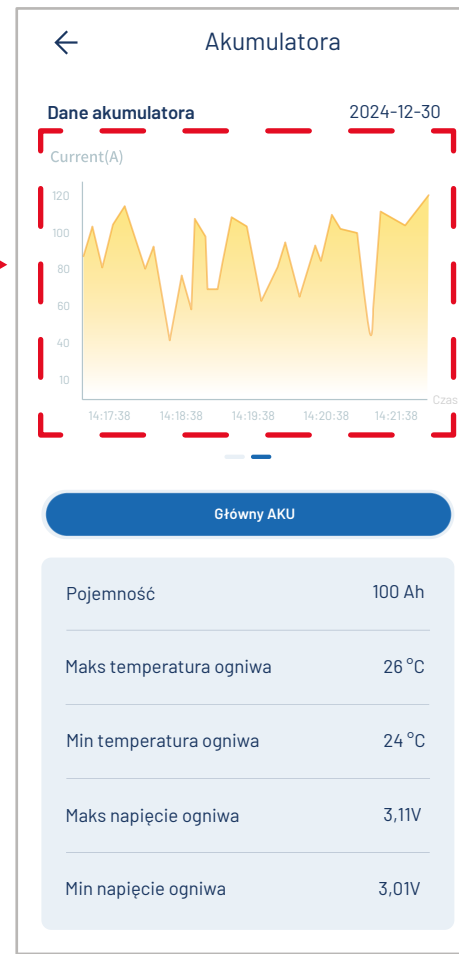 Akumulatora
Dane akumulatora 2024-12-30
Current(A)
120
100
80
60
40
10
Czas
14:17:38 14:18:38 14:19:38 14:20:38 14:21:38
Główny AKU
Pojemność 100 Ah
Maks temperatura ogniwa 26 °C
Min temperatura ogniwa 24 °C
Maks napięcie ogniwa 3,11V
Min napięcie ogniwa 3,01V